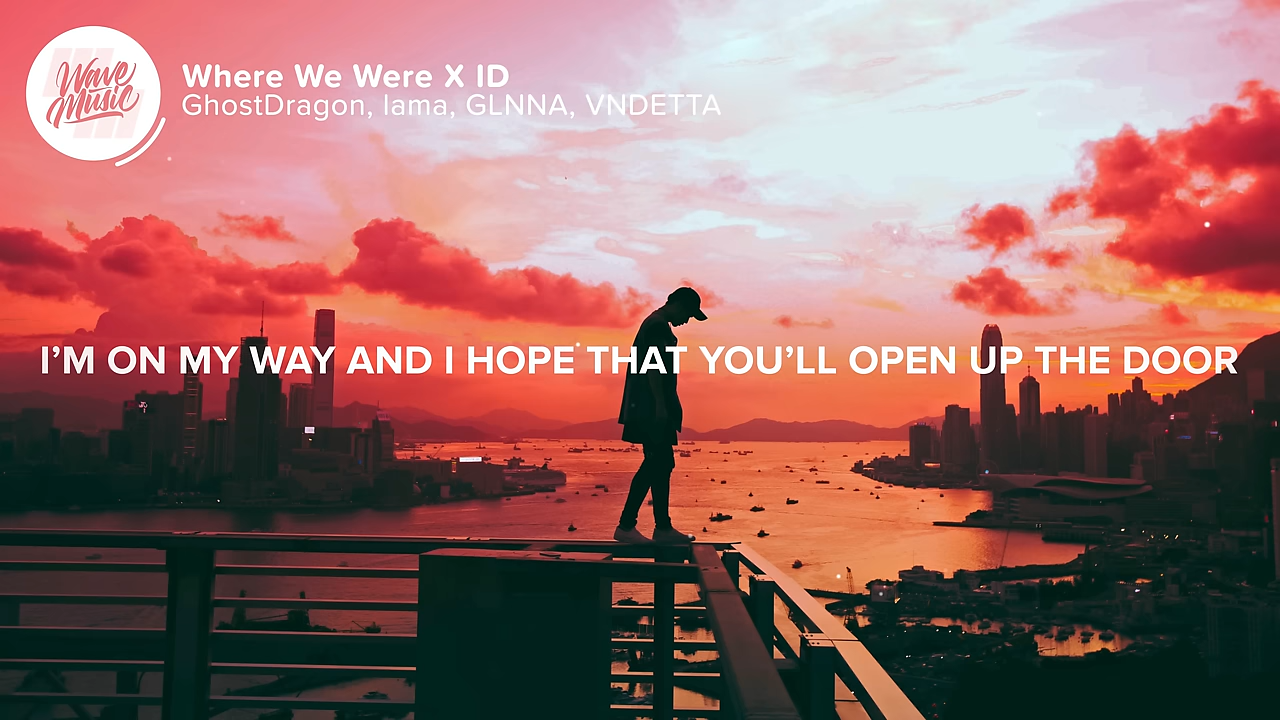 Wave
Music
Where We Were X ID
GhostDragon, lama, GLNNA, VNDETTA
I'M ON MY WAY AND I HOPE THAT YOU'LL OPEN UP THE DOOR